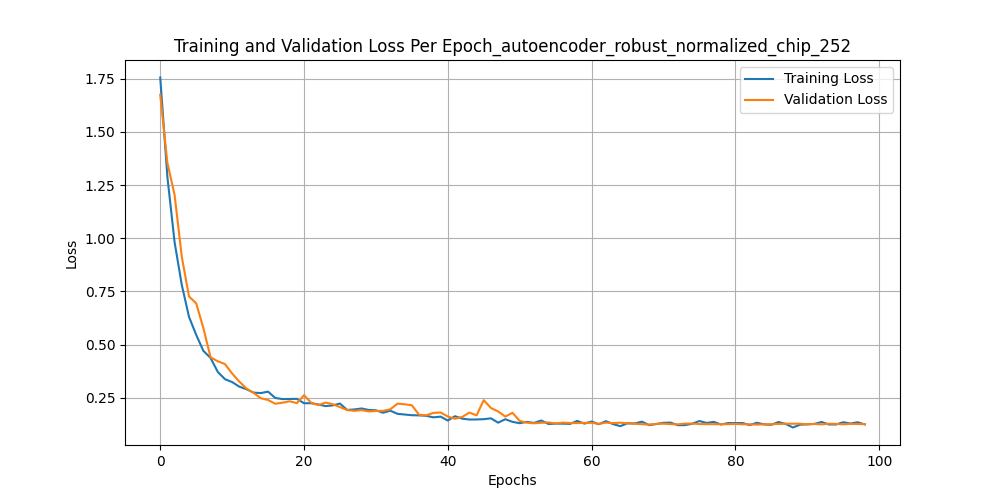 Training and Validation Loss Per Epoch_autoencoder_robust_normalized_chip_252
Training Loss
Validation Loss
1.75
1.50
1.25
1.00
0.75
0.50
0.25
Loss
0
20
40
60
80
100
Epochs